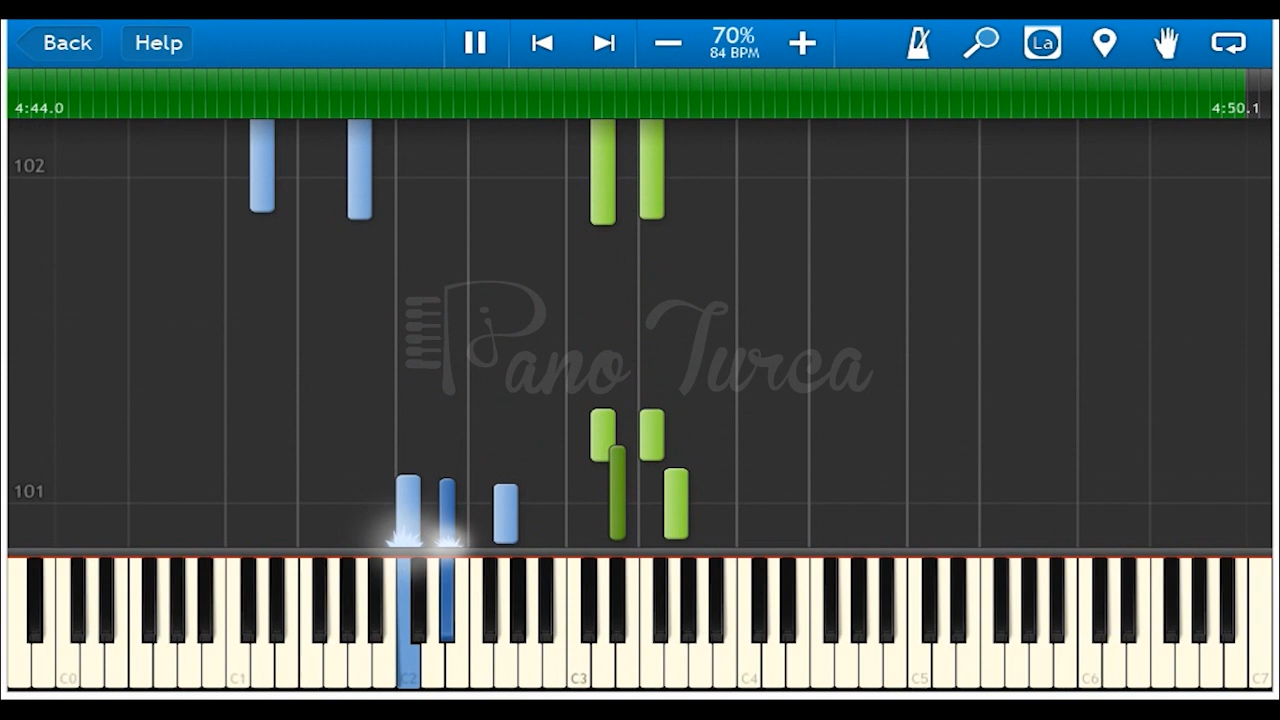 Back Help 70% La
84 BPM
4:44.0 4:50.1
102
Piano Turca
101
C0 C1 C2 C3 C4 C5 C6 C7